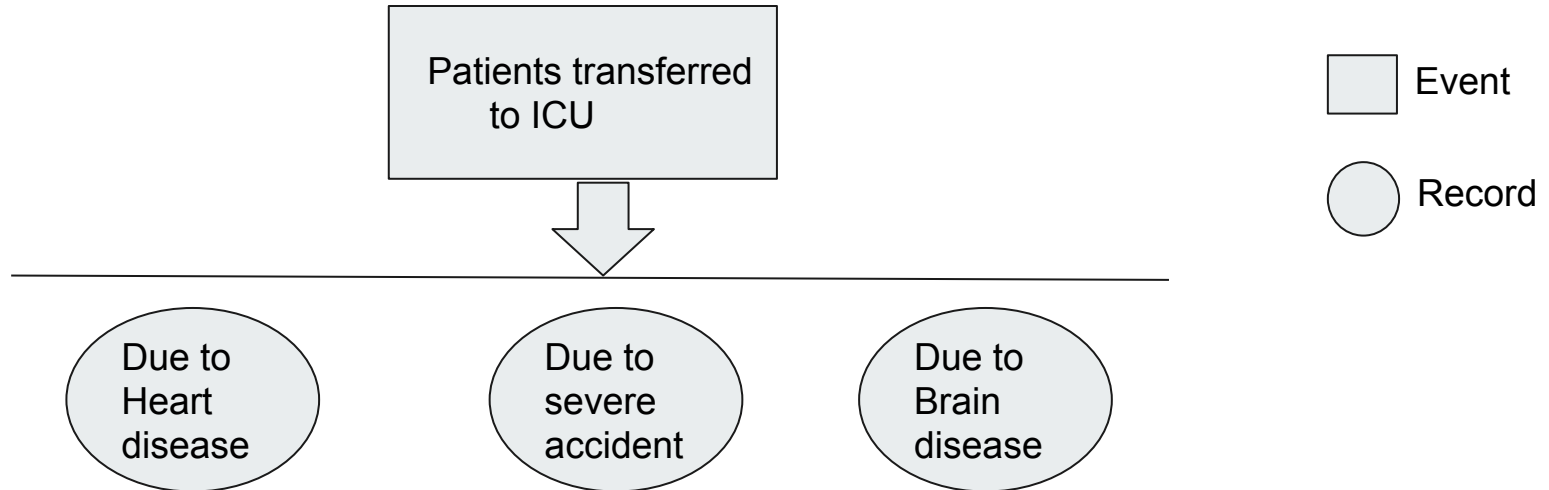 Patients transferred
to ICU
Event
Record
Due to
Heart
disease
Due to
severe
accident
Due to
Brain
disease